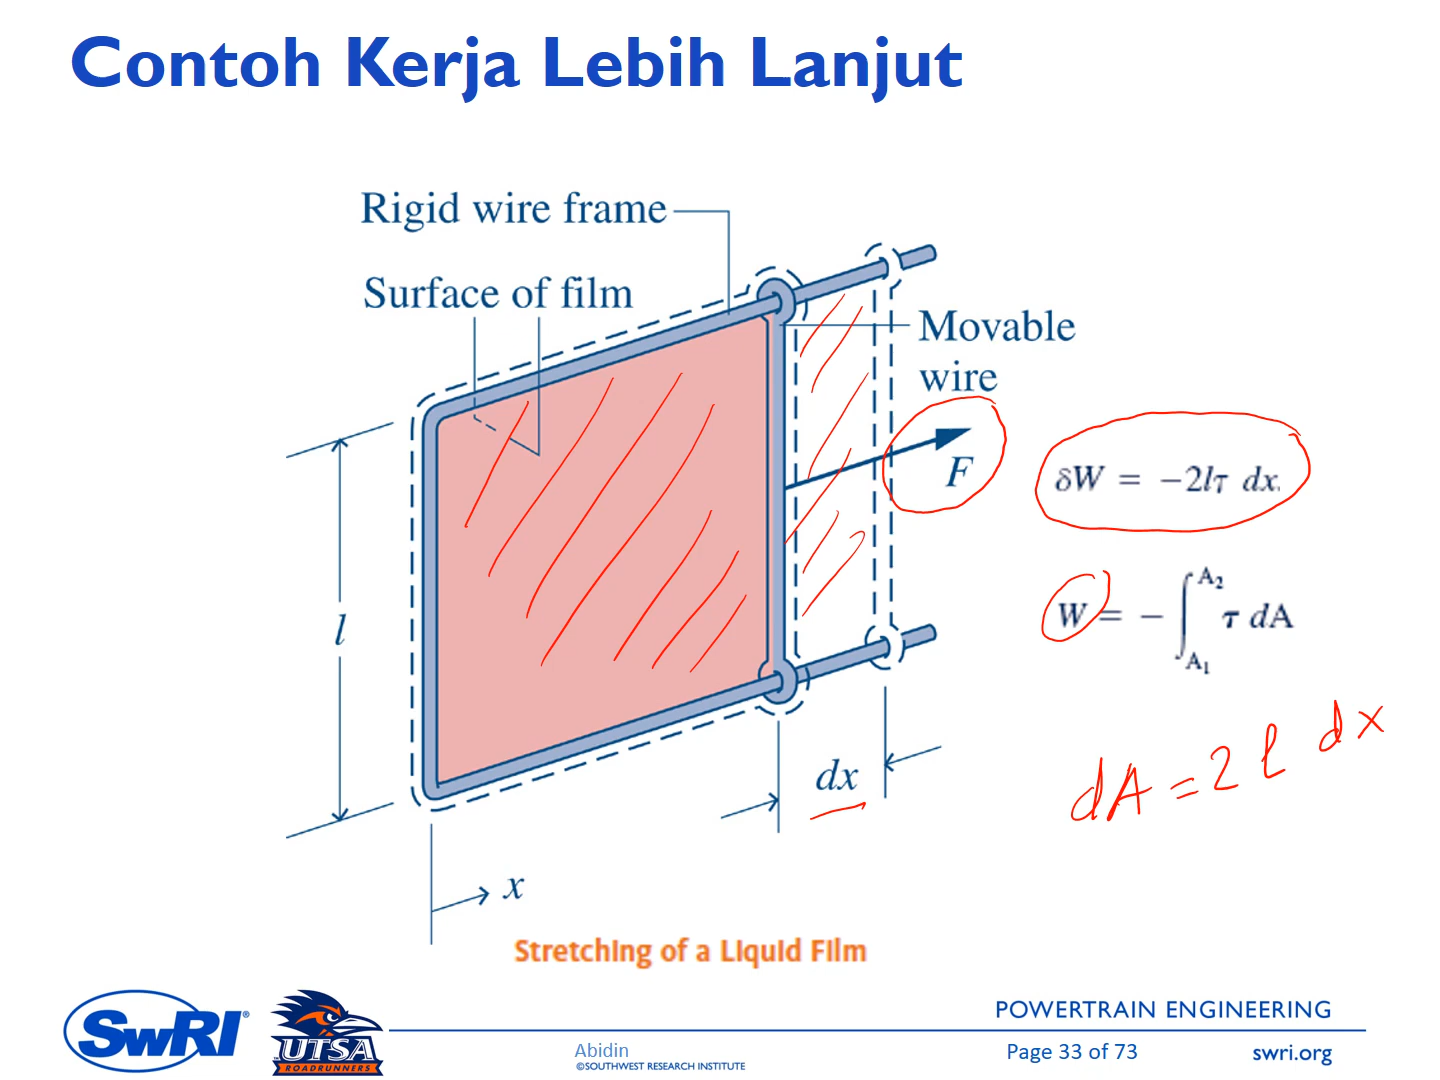 Contoh Kerja Lebih Lanjut
Rigid wire frame
Surface of film
Movable
wire
F
δW = −2lτ dx.
W = − ∫ A₂ A₁ τ dA
l
dA = 2 l dx
dx
x
Stretching of a Liquid Film
SwRI®
UTSA
ROADRUNNERS
POWERTRAIN ENGINEERING
Abidin
©SOUTHWEST RESEARCH INSTITUTE
Page 33 of 73
swri.org